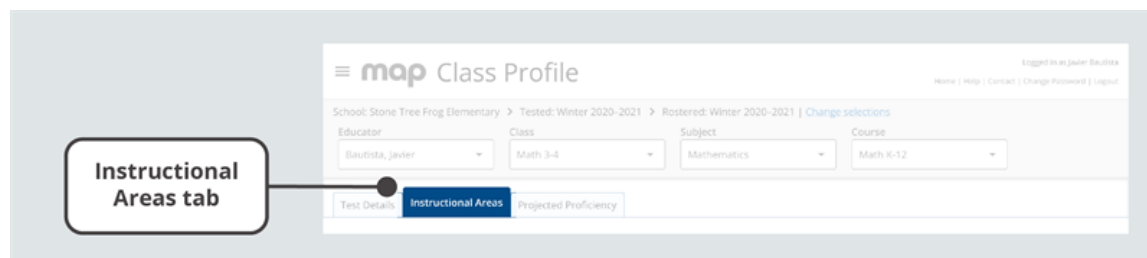 ≡ map Class Profile
Logged in as Javier Bautista
Home | Help | Contact | Change Password | Logout
School: Stone Tree Frog Elementary > Tested: Winter 2020-2021 > Rostered: Winter 2020-2021 | Change selections
Educator Class Subject Course
Bautista, Javier Math 3-4 Mathematics Math K-12
Instructional
Areas tab
Test Details Instructional Areas Projected Proficiency